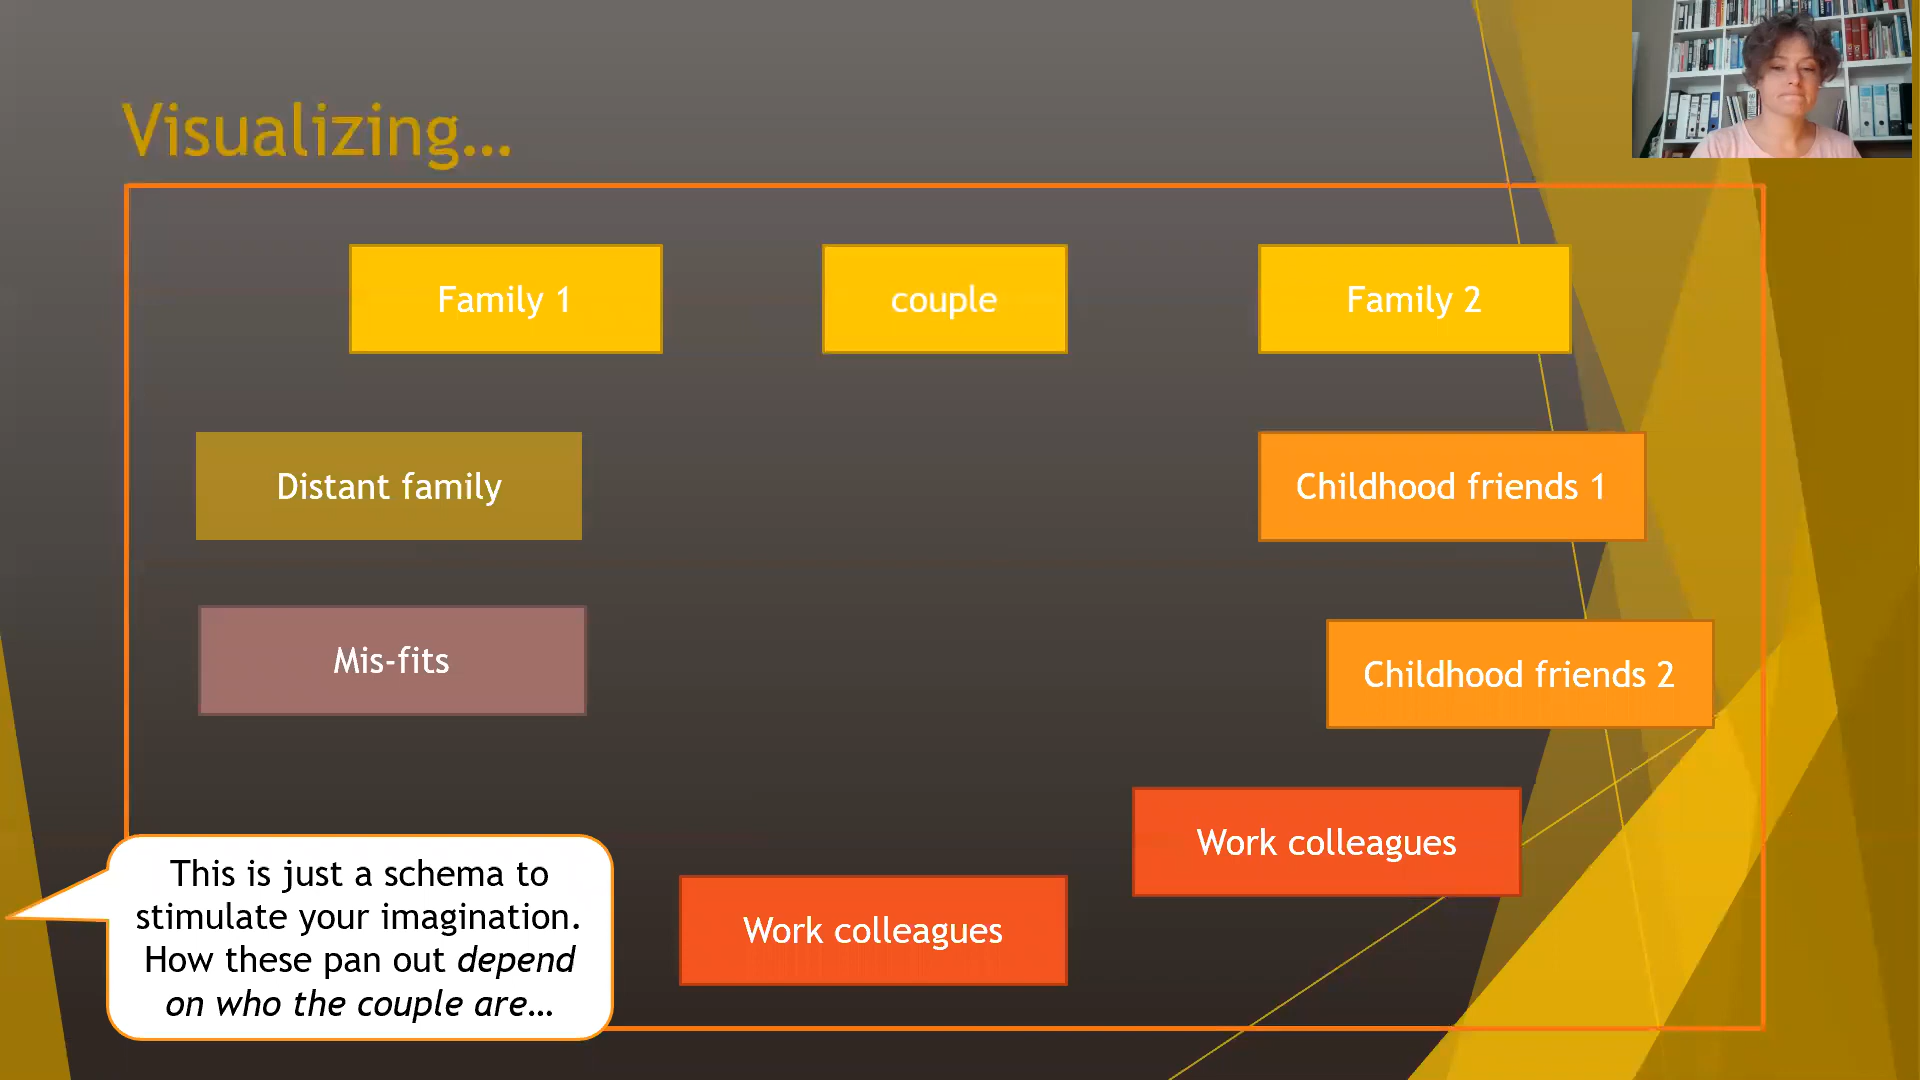 Visualizing...
Family 1
couple
Family 2
Distant family
Childhood friends 1
Mis-fits
Childhood friends 2
Work colleagues
Work colleagues
This is just a schema to
stimulate your imagination.
How these pan out depend
on who the couple are...